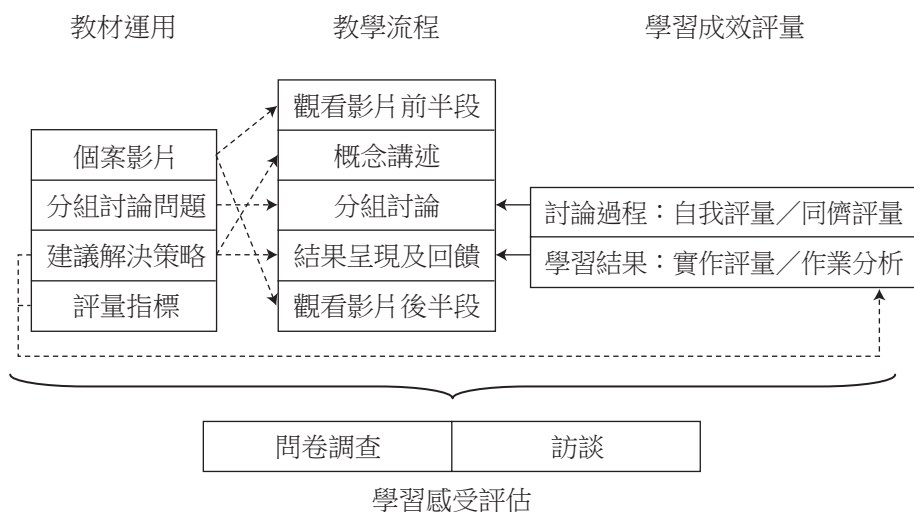 教材運用
教學流程
學習成效評量
個案影片
分組討論問題
建議解決策略
評量指標
觀看影片前半段
概念講述
分組討論
結果呈現及回饋
觀看影片後半段
討論過程：自我評量／同儕評量
學習結果：實作評量／作業分析
問卷調查
訪談
學習感受評估